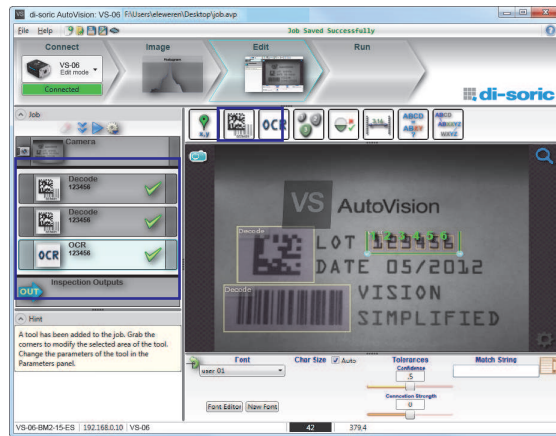 di-soric AutoVision: VS-06 F:\Users\eleweren\Desktop\job.avp
File Help Job Saved Successfully
Connect Image Edit Run
VS-06
Edit mode
Connected
di-soric
Job
Camera
Decode
123456
Decode
123456
OCR
123456
Inspection Outputs
OUT
Hint
A tool has been added to the job. Grab the
corners to modify the selected area of the tool.
Change the parameters of the tool in the
Parameters panel.
x,y OCR 3.16 ABCD ABCD
VS AutoVision
Decode
LOT 123456
DATE 05/2012
Decode
VISION
SIMPLIFIED
Font Char Size Auto Tolerances Match String
user 01 Confidence
.5
Connection Strength
0
Font Editor New Font
VS-06-BM2-15-ES 192.168.0.10 VS-06 42 379,4